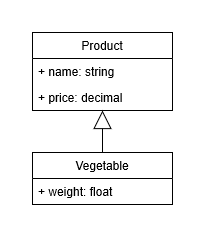 Product
+ name: string
+ price: decimal
Vegetable
+ weight: float